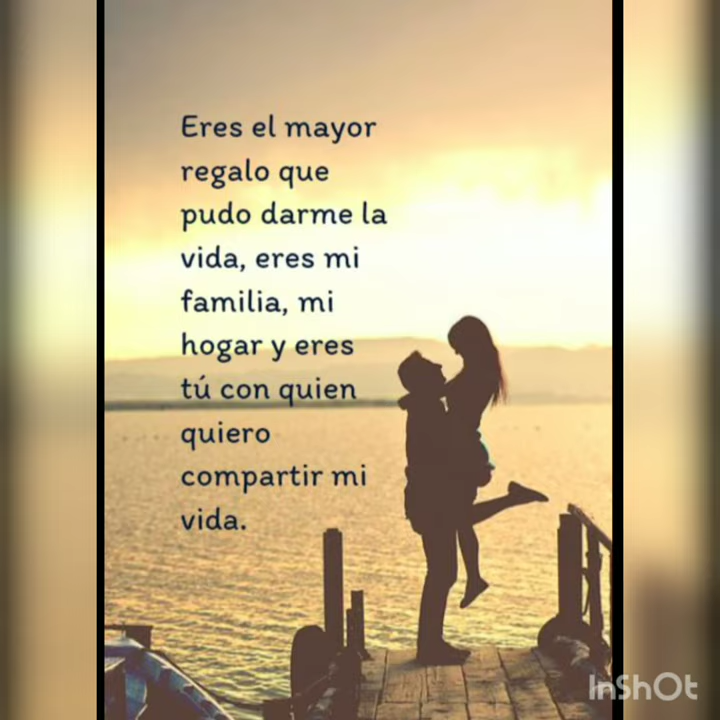 Eres el mayor
regalo que
pudo darme la
vida, eres mi
familia, mi
hogar y eres
tú con quien
quiero
compartir mi
vida.
InShOt